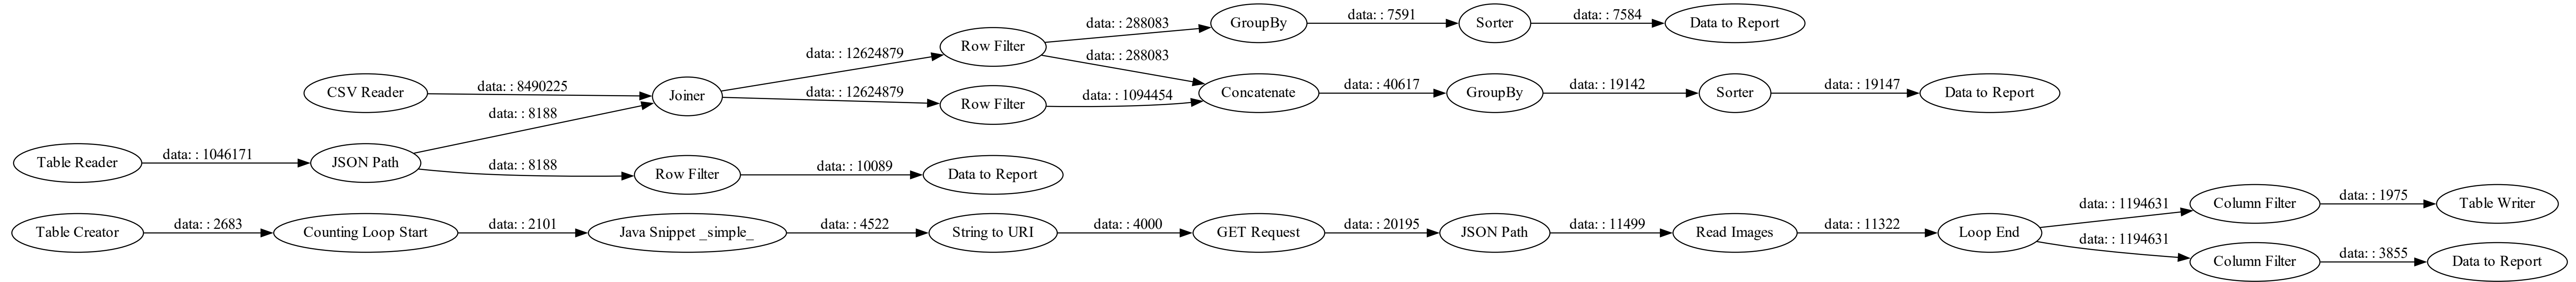 data: : 288083
GroupBy
data: : 7591
Sorter
data: : 7584
Data to Report
Row Filter
data: : 12624879
data: : 288083
CSV Reader
data: : 8490225
Joiner
data: : 12624879
Row Filter
data: : 1094454
Concatenate
data: : 40617
GroupBy
data: : 19142
Sorter
data: : 19147
Data to Report
data: : 8188
Table Reader
data: : 1046171
JSON Path
data: : 8188
Row Filter
data: : 10089
Data to Report
Table Creator
data: : 2683
Counting Loop Start
data: : 2101
Java Snippet _simple_
data: : 4522
String to URI
data: : 4000
GET Request
data: : 20195
JSON Path
data: : 11499
Read Images
data: : 11322
Loop End
data: : 1194631
Column Filter
data: : 1975
Table Writer
data: : 1194631
Column Filter
data: : 3855
Data to Report